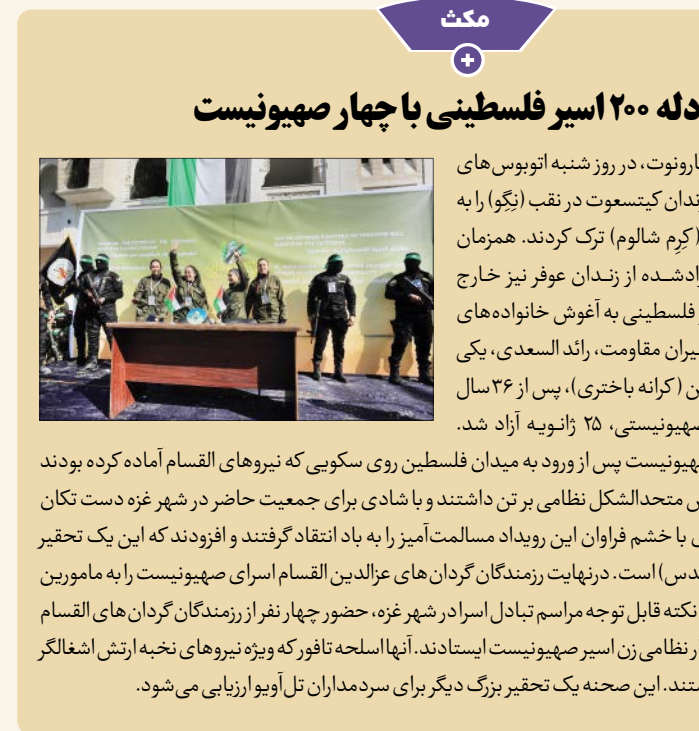 مکث
دله ۲۰۰ اسیر فلسطینی با چهار صهیونیست
ارونوت، در روز شنبه اتوبوس‌های
ندان کیتسعوت در نقب (نِگِو) را به
(کِرِم شالوم) ترک کردند. همزمان
ادشده از زندان عوفر نیز خارج
فلسطینی به آغوش خانواده‌های
یران مقاومت، رائد السعدی، یکی
ن (کرانه باختری)، پس از ۳۶ سال
صهیونیستی، ۲۵ ژانویه آزاد شد.
هیونیست پس از ورود به میدان فلسطین روی سکویی که نیروهای القسام آماده کرده بودند
س متحدالشکل نظامی بر تن داشتند و با شادی برای جمعیت حاضر در شهر غزه دست تکان
ی با خشم فراوان این رویداد مسالمت‌آمیز را به باد انتقاد گرفتند و افزودند که این یک تحقیر
دس) است. درنهایت رزمندگان گردان‌های عزالدین القسام اسرای صهیونیست را به مامورین
نکته قابل توجه مراسم تبادل اسرا در شهر غزه، حضور چهار نفر از رزمندگان گردان‌های القسام
ر نظامی زن اسیر صهیونیست ایستادند. آنها اسلحه تافور که ویژه نیروهای نخبه ارتش اشغالگر
ستند. این صحنه یک تحقیر بزرگ دیگر برای سردمداران تل‌آویو ارزیابی می‌شود.